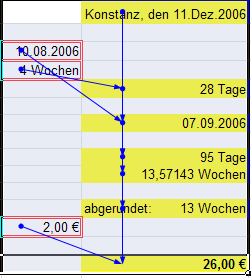 Konstanz, den 11.Dez.2006
10.08.2006
4 Wochen
28 Tage
07.09.2006
95 Tage
13,57143 Wochen
abgerundet: 13 Wochen
2,00 €
26,00 €